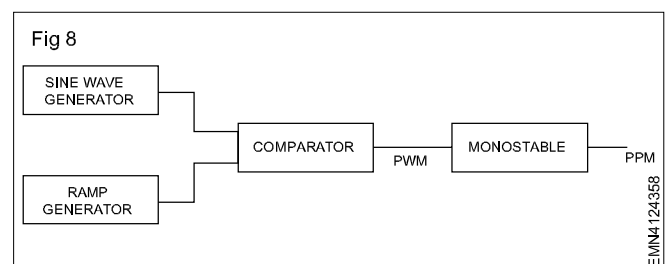 Fig 8
SINE WAVE
GENERATOR
COMPARATOR
PWM
MONOSTABLE
PPM
RAMP
GENERATOR
EMN4124358